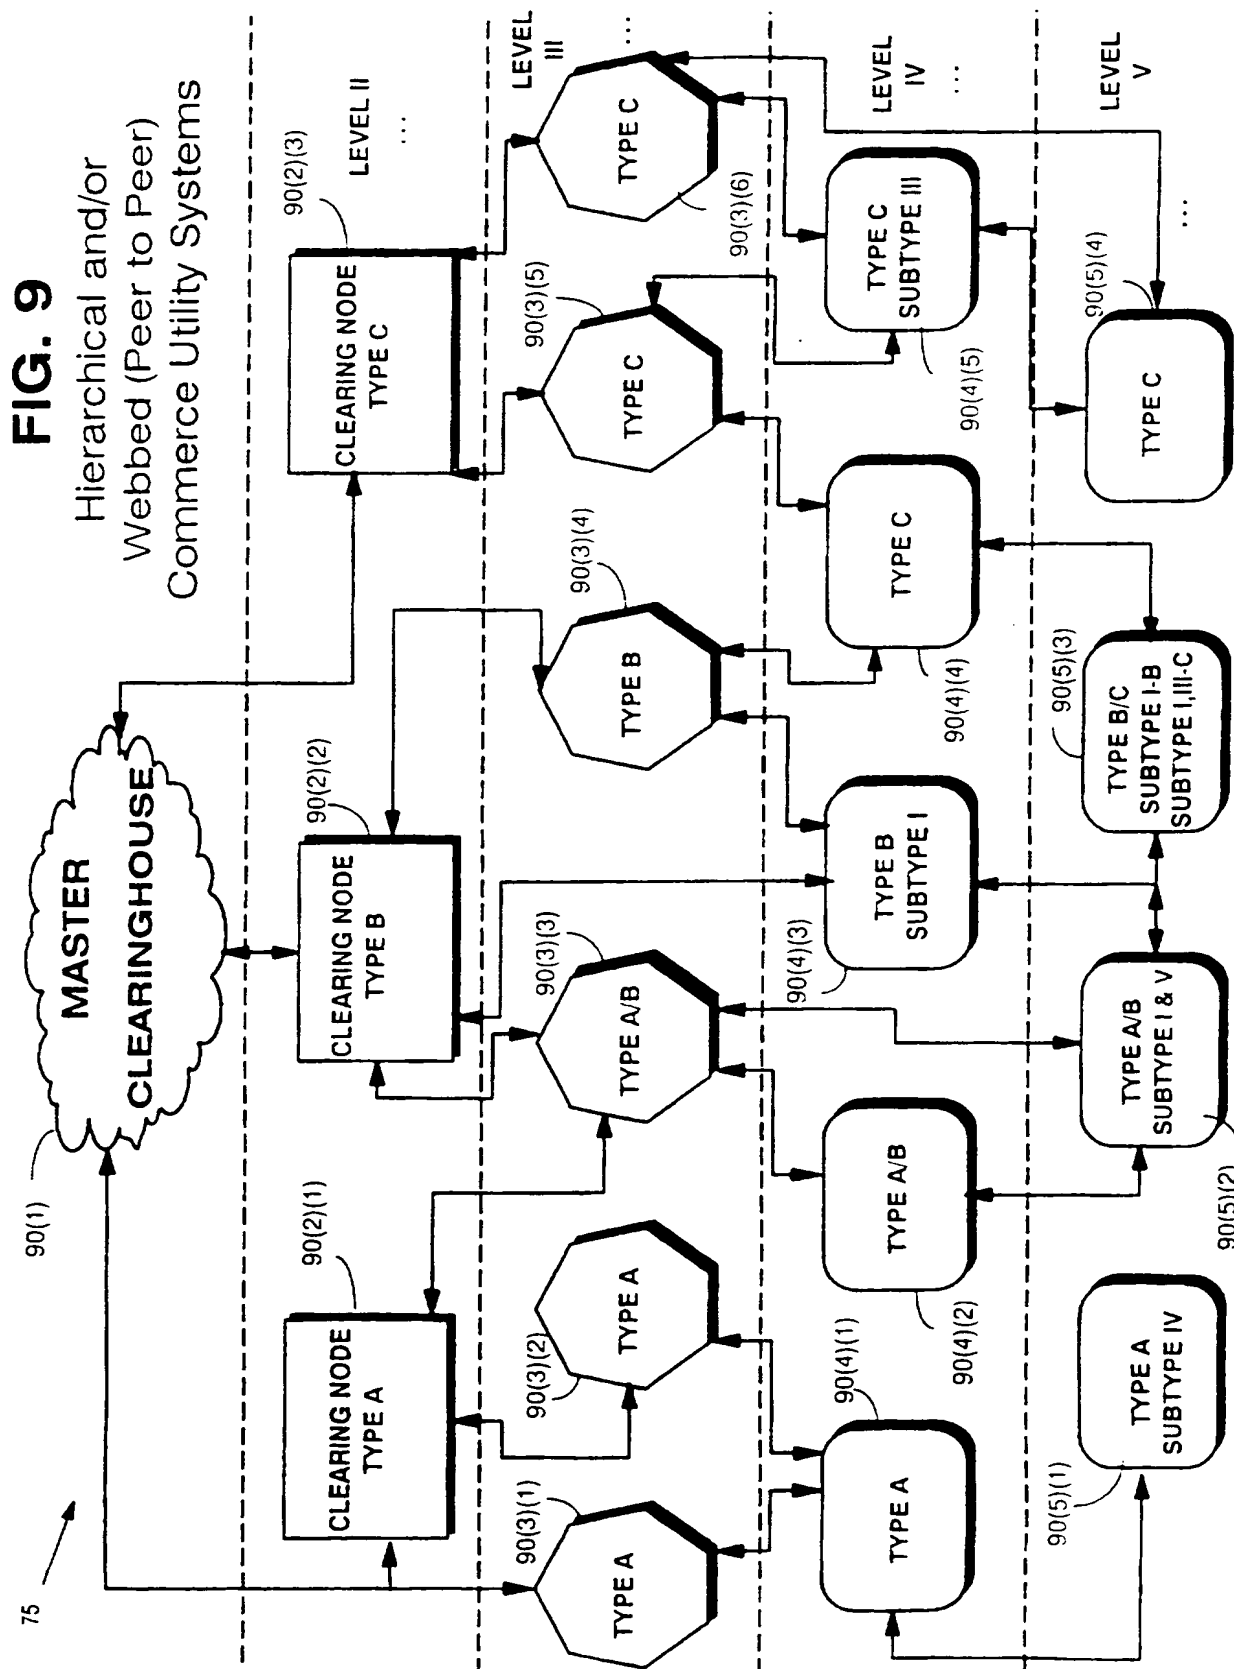 FIG. 9
Hierarchical and/or
Webbed (Peer to Peer)
Commerce Utility Systems
75
90(1)
MASTER
CLEARINGHOUSE
LEVEL II
...
90(2)(1)
CLEARING NODE
TYPE A
90(2)(2)
CLEARING NODE
TYPE B
90(2)(3)
CLEARING NODE
TYPE C
LEVEL
III
...
90(3)(1)
TYPE A
90(3)(2)
TYPE A
90(3)(3)
TYPE A/B
90(3)(4)
TYPE B
90(3)(5)
TYPE C
90(3)(6)
TYPE C
LEVEL
IV
...
90(4)(1)
TYPE A
90(4)(2)
TYPE A/B
90(4)(3)
TYPE B
SUBTYPE I
90(4)(4)
TYPE C
90(4)(5)
TYPE C
SUBTYPE III
LEVEL
V
...
90(5)(1)
TYPE A
SUBTYPE IV
90(5)(2)
TYPE A/B
SUBTYPE I & V
90(5)(3)
TYPE B/C
SUBTYPE I-B
SUBTYPE I,III-C
90(5)(4)
TYPE C